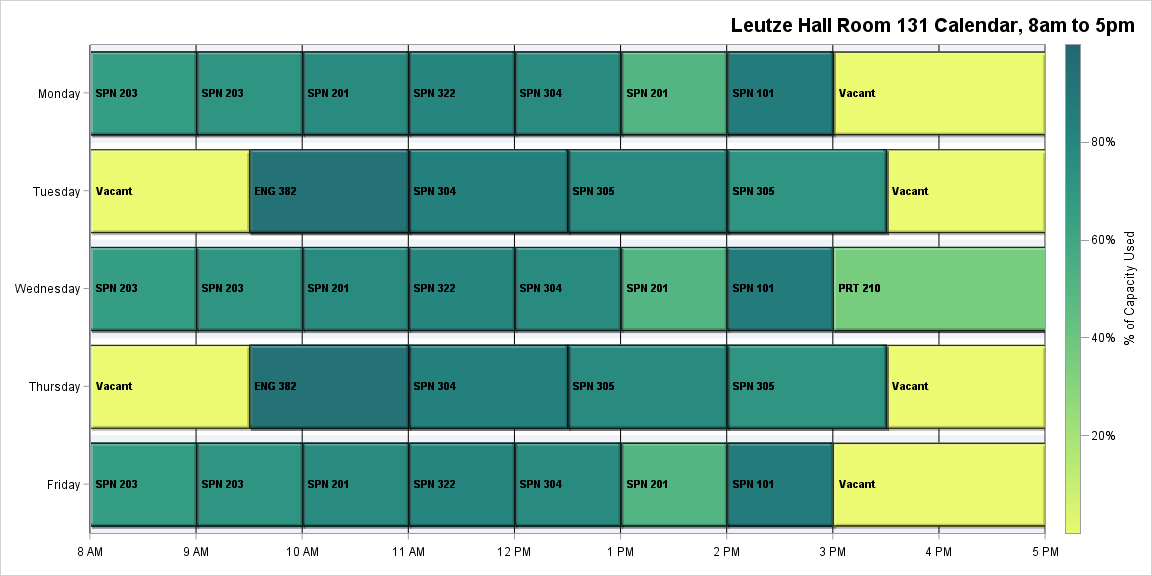 Leutze Hall Room 131 Calendar, 8am to 5pm
Monday
SPN 203
SPN 203
SPN 201
SPN 322
SPN 304
SPN 201
SPN 101
Vacant
Tuesday
Vacant
ENG 382
SPN 304
SPN 305
SPN 305
Vacant
Wednesday
SPN 203
SPN 203
SPN 201
SPN 322
SPN 304
SPN 201
SPN 101
PRT 210
Thursday
Vacant
ENG 382
SPN 304
SPN 305
SPN 305
Vacant
Friday
SPN 203
SPN 203
SPN 201
SPN 322
SPN 304
SPN 201
SPN 101
Vacant
8 AM
9 AM
10 AM
11 AM
12 PM
1 PM
2 PM
3 PM
4 PM
5 PM
80%
60%
40%
20%
% of Capacity Used